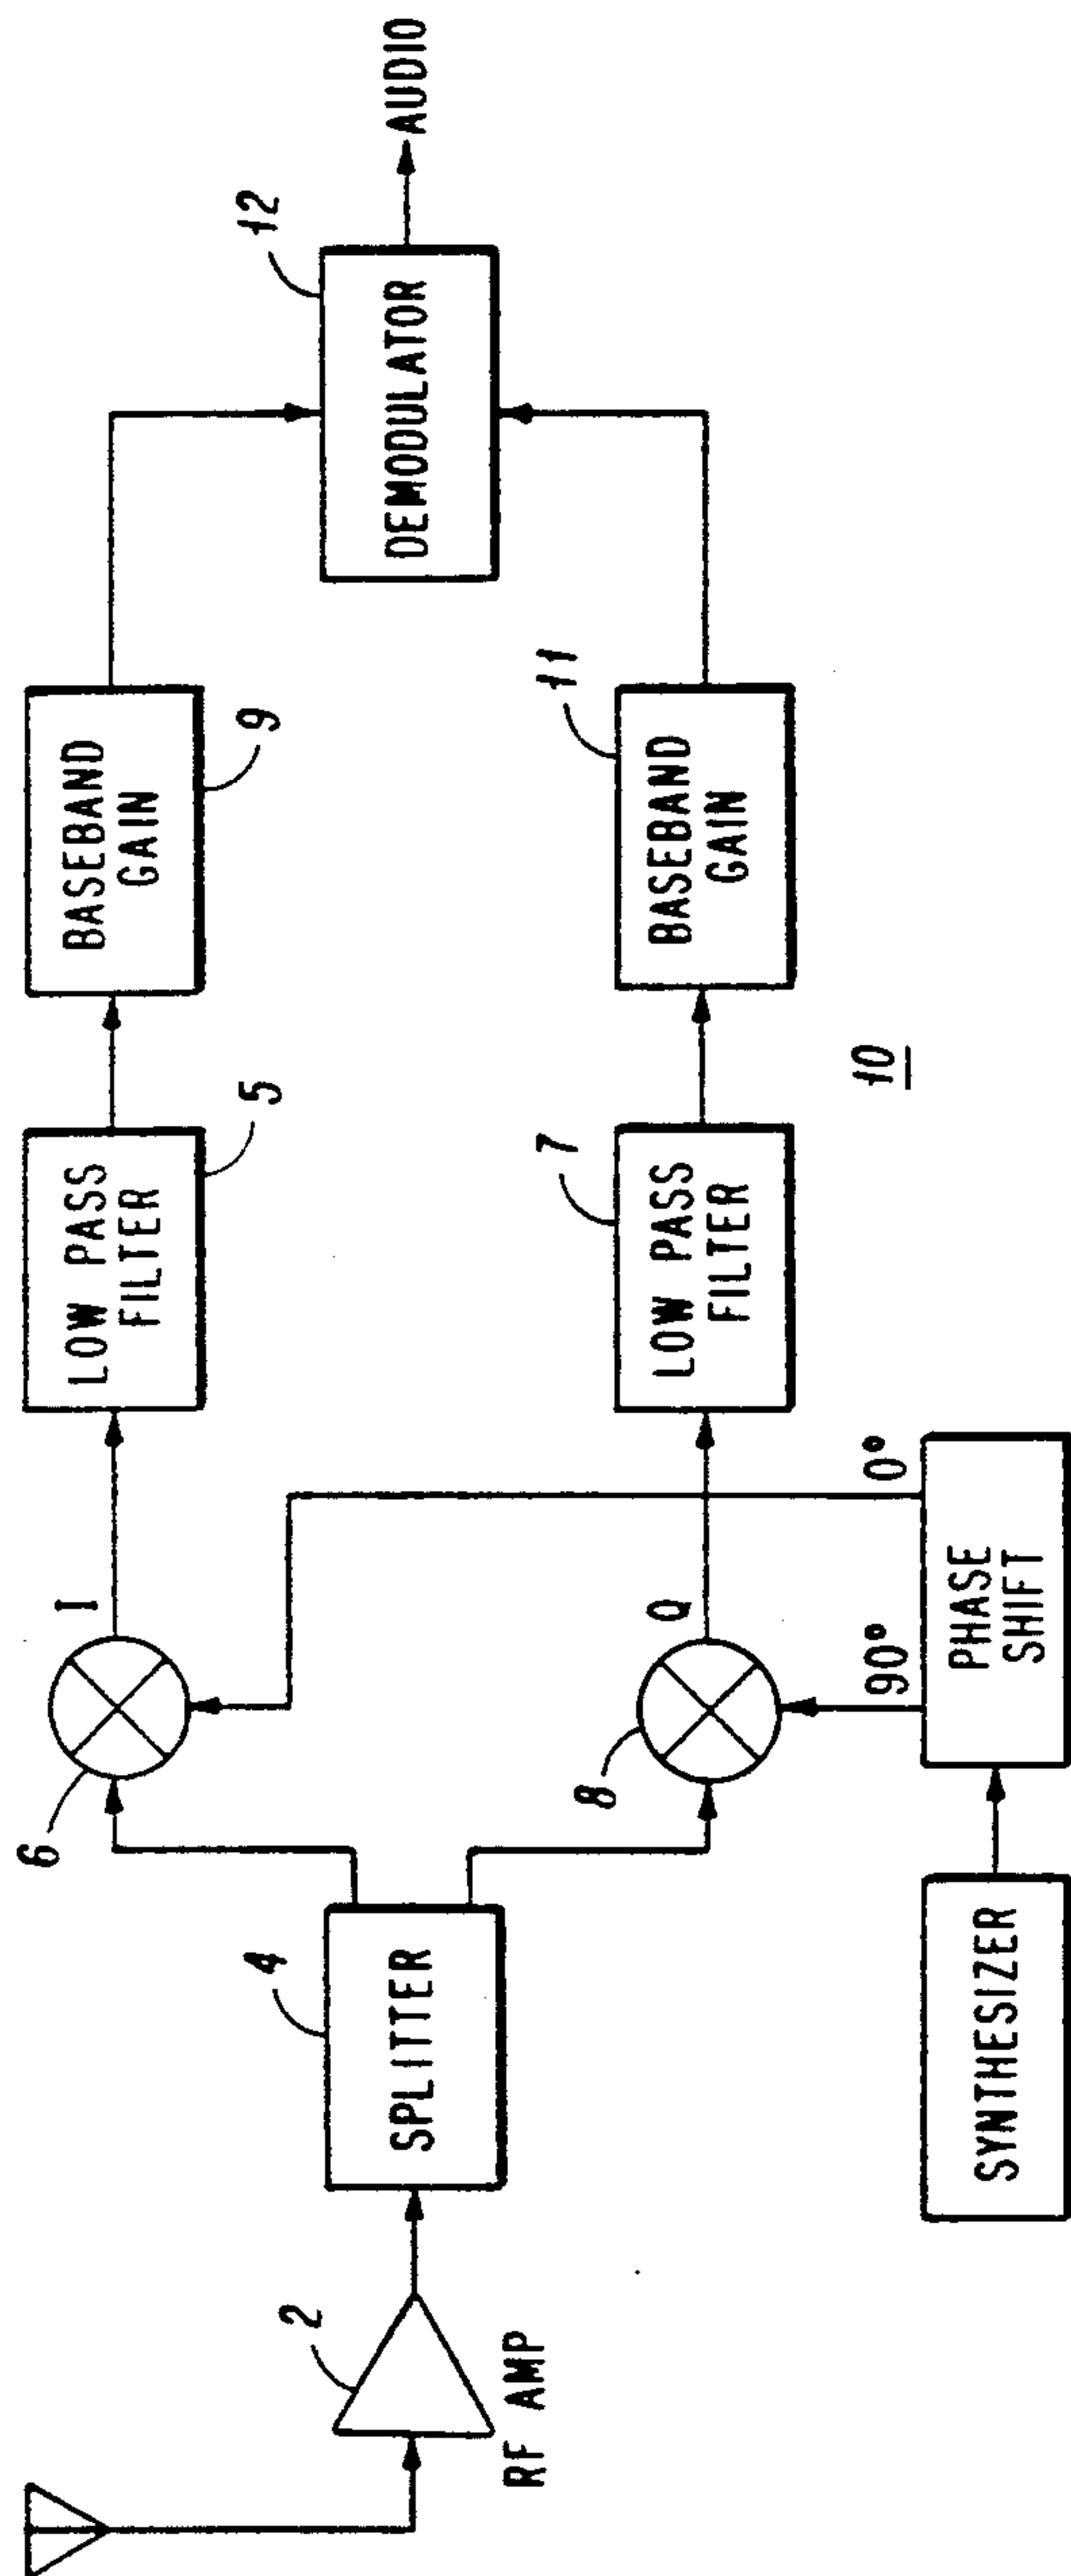 2
RF AMP
4
SPLITTER
6
I
8
Q
SYNTHESIZER
PHASE
SHIFT
90°
0°
LOW PASS
FILTER
5
LOW PASS
FILTER
7
BASEBAND
GAIN
9
BASEBAND
GAIN
11
DEMODULATOR
12
AUDIO
10